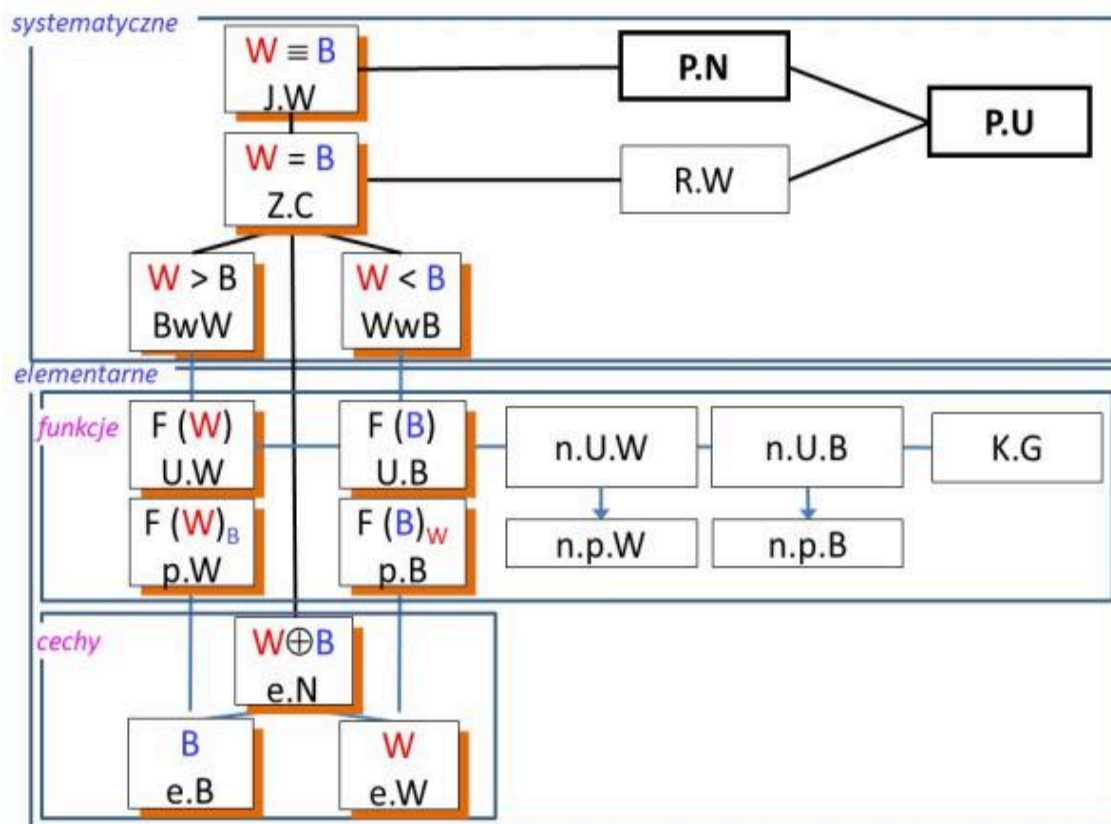 systematyczne
W ≡ B
J.W
P.N
P.U
W = B
Z.C
R.W
W > B
BwW
W < B
WwB
elementarne
funkcje
F (W)
U.W
F (B)
U.B
n.U.W
n.U.B
K.G
F (W)B
p.W
F (B)W
p.B
n.p.W
n.p.B
cechy
W⊕B
e.N
B
e.B
W
e.W